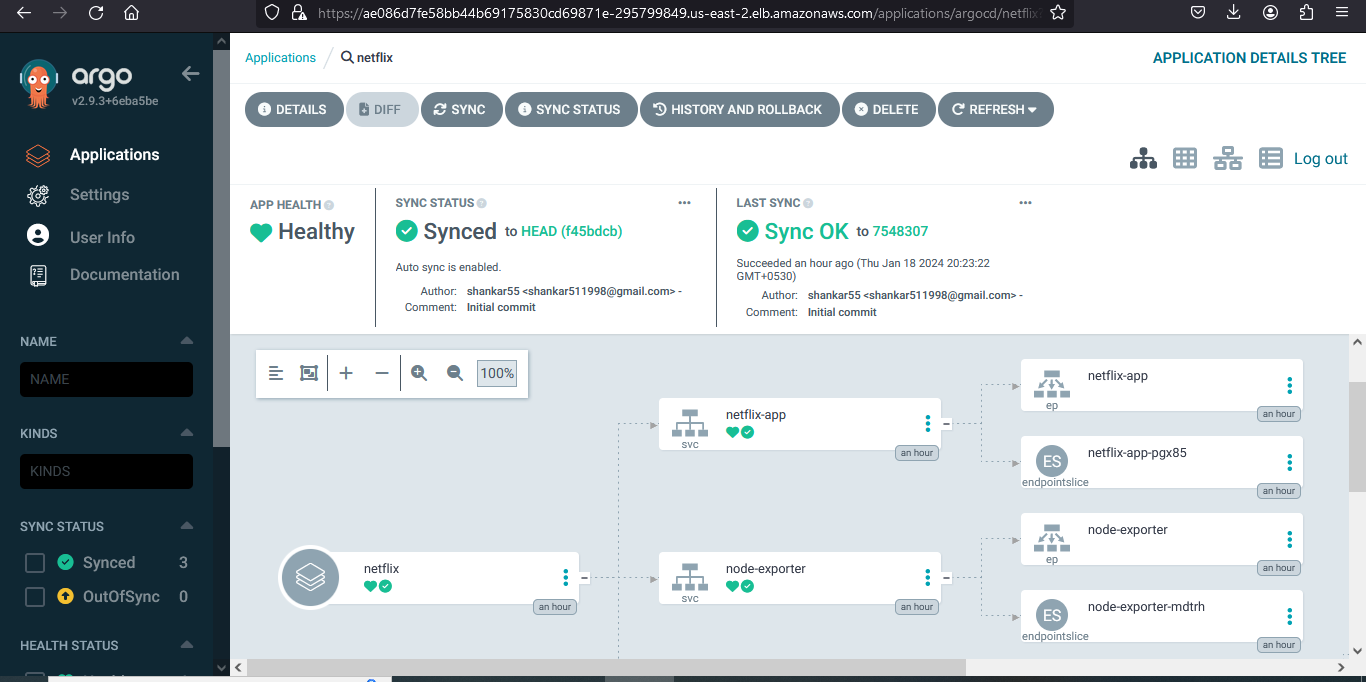 https://ae086d7fe58bb44b69175830cd69871e-295799849.us-east-2.elb.amazonaws.com/applications/argocd/netflix?
argo
v2.9.3+6eba5be
Applications
Settings
User Info
Documentation
NAME
NAME
KINDS
KINDS
SYNC STATUS
Synced 3
OutOfSync 0
HEALTH STATUS
Applications / netflix
APPLICATION DETAILS TREE
DETAILS DIFF SYNC SYNC STATUS HISTORY AND ROLLBACK DELETE REFRESH
Log out
APP HEALTH
Healthy
SYNC STATUS
Synced to HEAD (f45bdcb)
Auto sync is enabled.
Author: shankar55 <shankar511998@gmail.com> -
Comment: Initial commit
LAST SYNC
Sync OK to 7548307
Succeeded an hour ago (Thu Jan 18 2024 20:23:22
GMT+0530)
Author: shankar55 <shankar511998@gmail.com> -
Comment: Initial commit
100%
netflix
an hour
netflix-app
svc
an hour
node-exporter
svc
an hour
netflix-app
ep
an hour
ES
netflix-app-pgx85
endpointslice
an hour
node-exporter
ep
an hour
ES
node-exporter-mdtrh
endpointslice
an hour